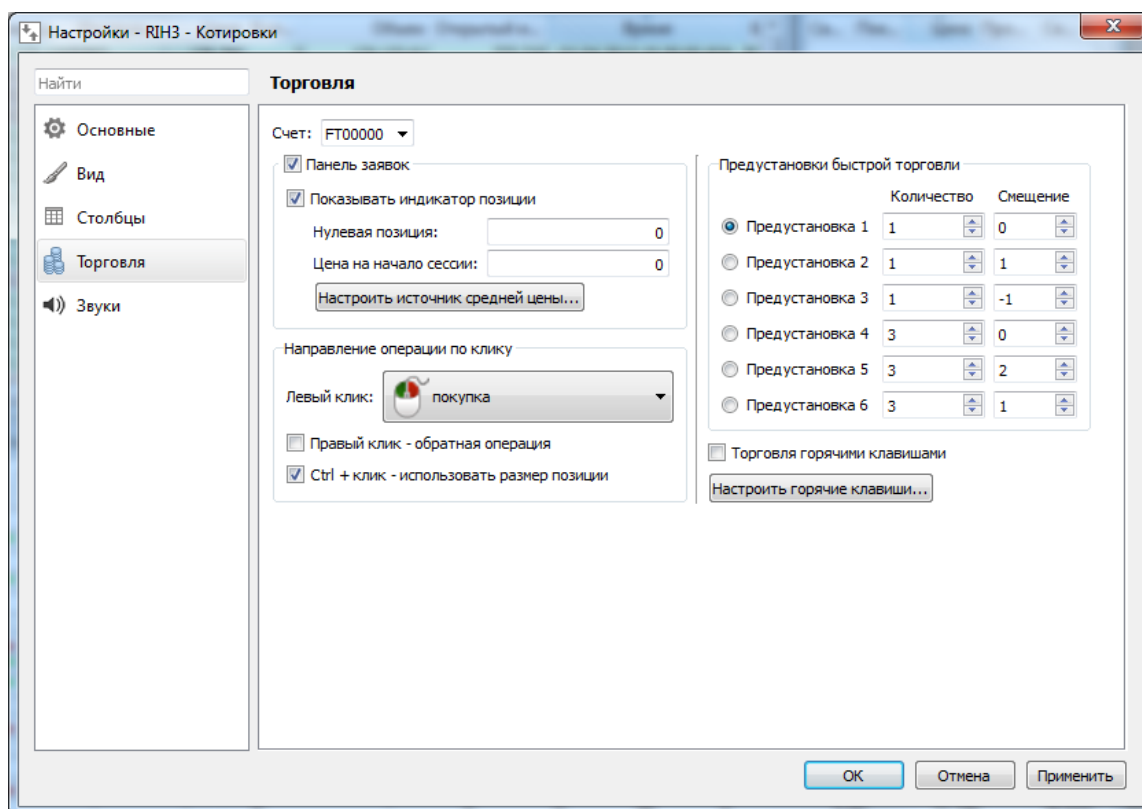 Настройки - RIH3 - Котировки
Найти
Основные
Вид
Столбцы
Торговля
Звуки
Торговля
Счет: FT00000
Панель заявок
Показывать индикатор позиции
Нулевая позиция: 0
Цена на начало сессии: 0
Настроить источник средней цены...
Направление операции по клику
Левый клик: покупка
Правый клик - обратная операция
Ctrl + клик - использовать размер позиции
Предустановки быстрой торговли
Количество Смещение
Предустановка 1 1 0
Предустановка 2 1 1
Предустановка 3 1 -1
Предустановка 4 3 0
Предустановка 5 3 2
Предустановка 6 3 1
Торговля горячими клавишами
Настроить горячие клавиши...
OK Отмена Применить